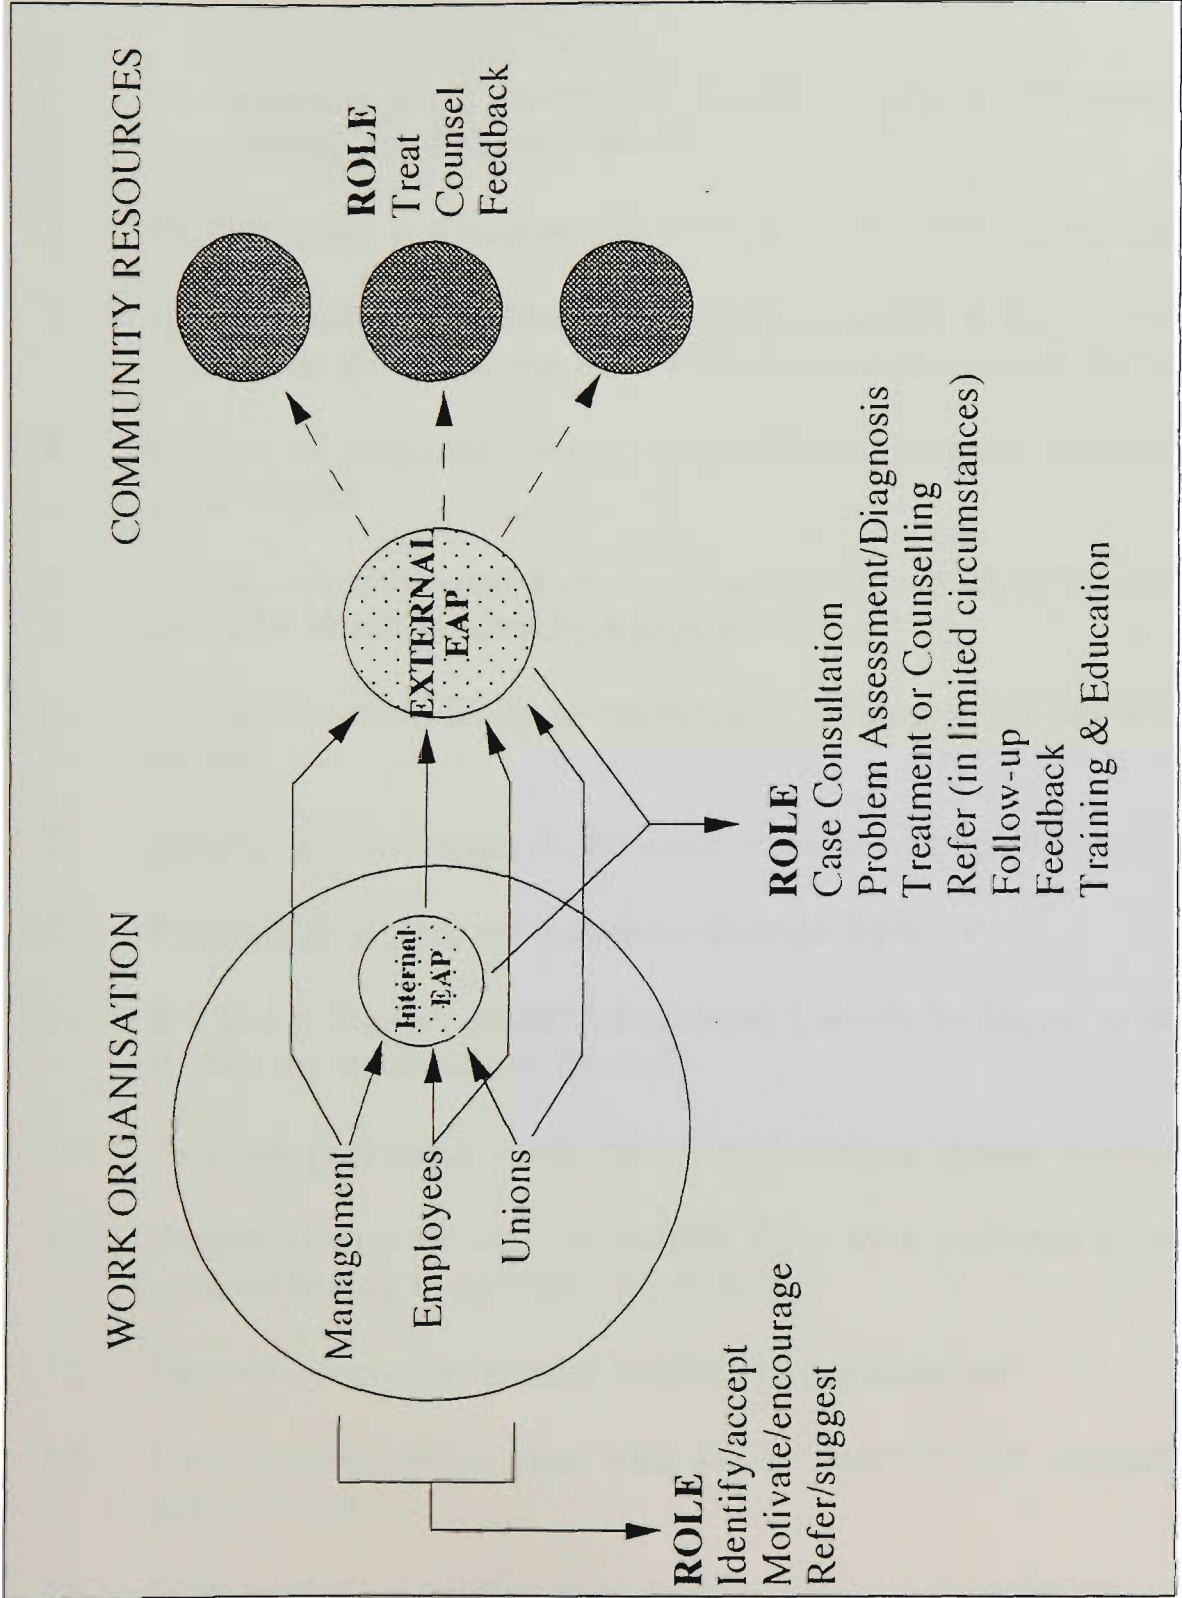 WORK ORGANISATION
Management
Employees
Unions
Internal
EAP
EXTERNAL
EAP
COMMUNITY RESOURCES
ROLE
Treat
Counsel
Feedback
ROLE
Identify/accept
Motivate/encourage
Refer/suggest
ROLE
Case Consultation
Problem Assessment/Diagnosis
Treatment or Counselling
Refer (in limited circumstances)
Follow-up
Feedback
Training & Education